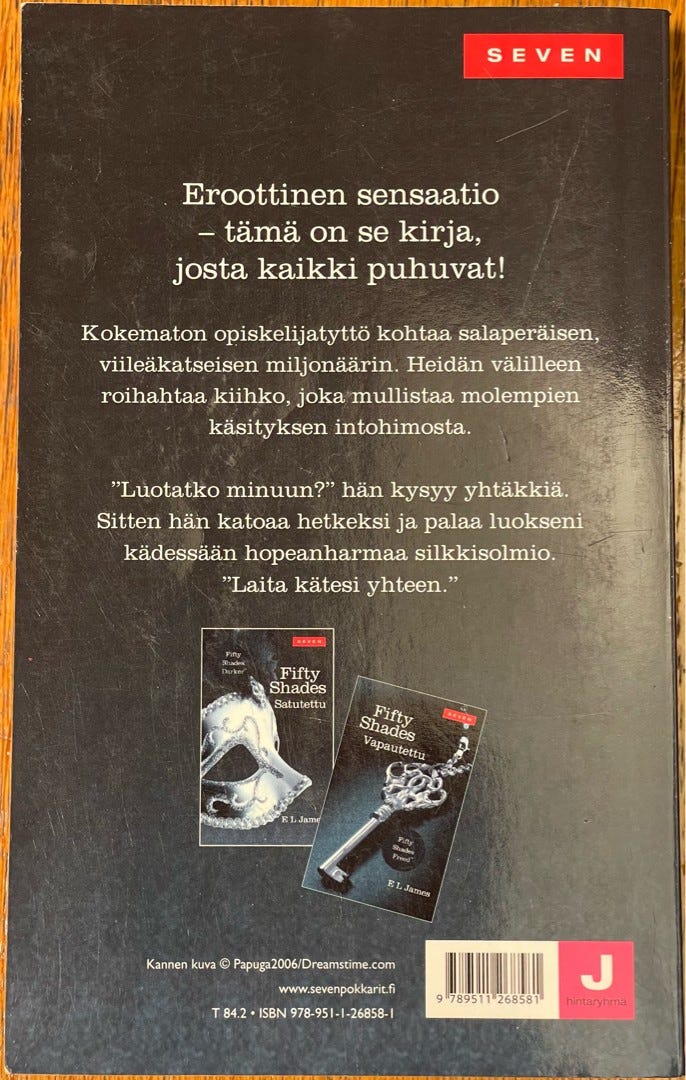 SEVEN
Eroottinen sensaatio
– tämä on se kirja,
josta kaikki puhuvat!
Kokematon opiskelijatyttö kohtaa salaperäisen,
viileäkatseisen miljonäärin. Heidän välilleen
roihahtaa kiihko, joka mullistaa molempien
käsityksen intohimosta.
”Luotatko minuun?” hän kysyy yhtäkkiä.
Sitten hän katoaa hetkeksi ja palaa luokseni
kädessään hopeanharmaa silkkisolmio.
”Laita kätesi yhteen.”
SEVEN
Fifty
Shades
Darker
Fifty
Shades
Satutettu
E L Jame
SEVEN
Fifty
Shades
Vapautettu
Fifty
Shades
Freed
E L James
Kannen kuva © Papuga2006/Dreamstime.com
www.sevenpokkarit.fi
T 84.2 • ISBN 978-951-1-26858-1
9 789511 268581
J
hintaryhmä